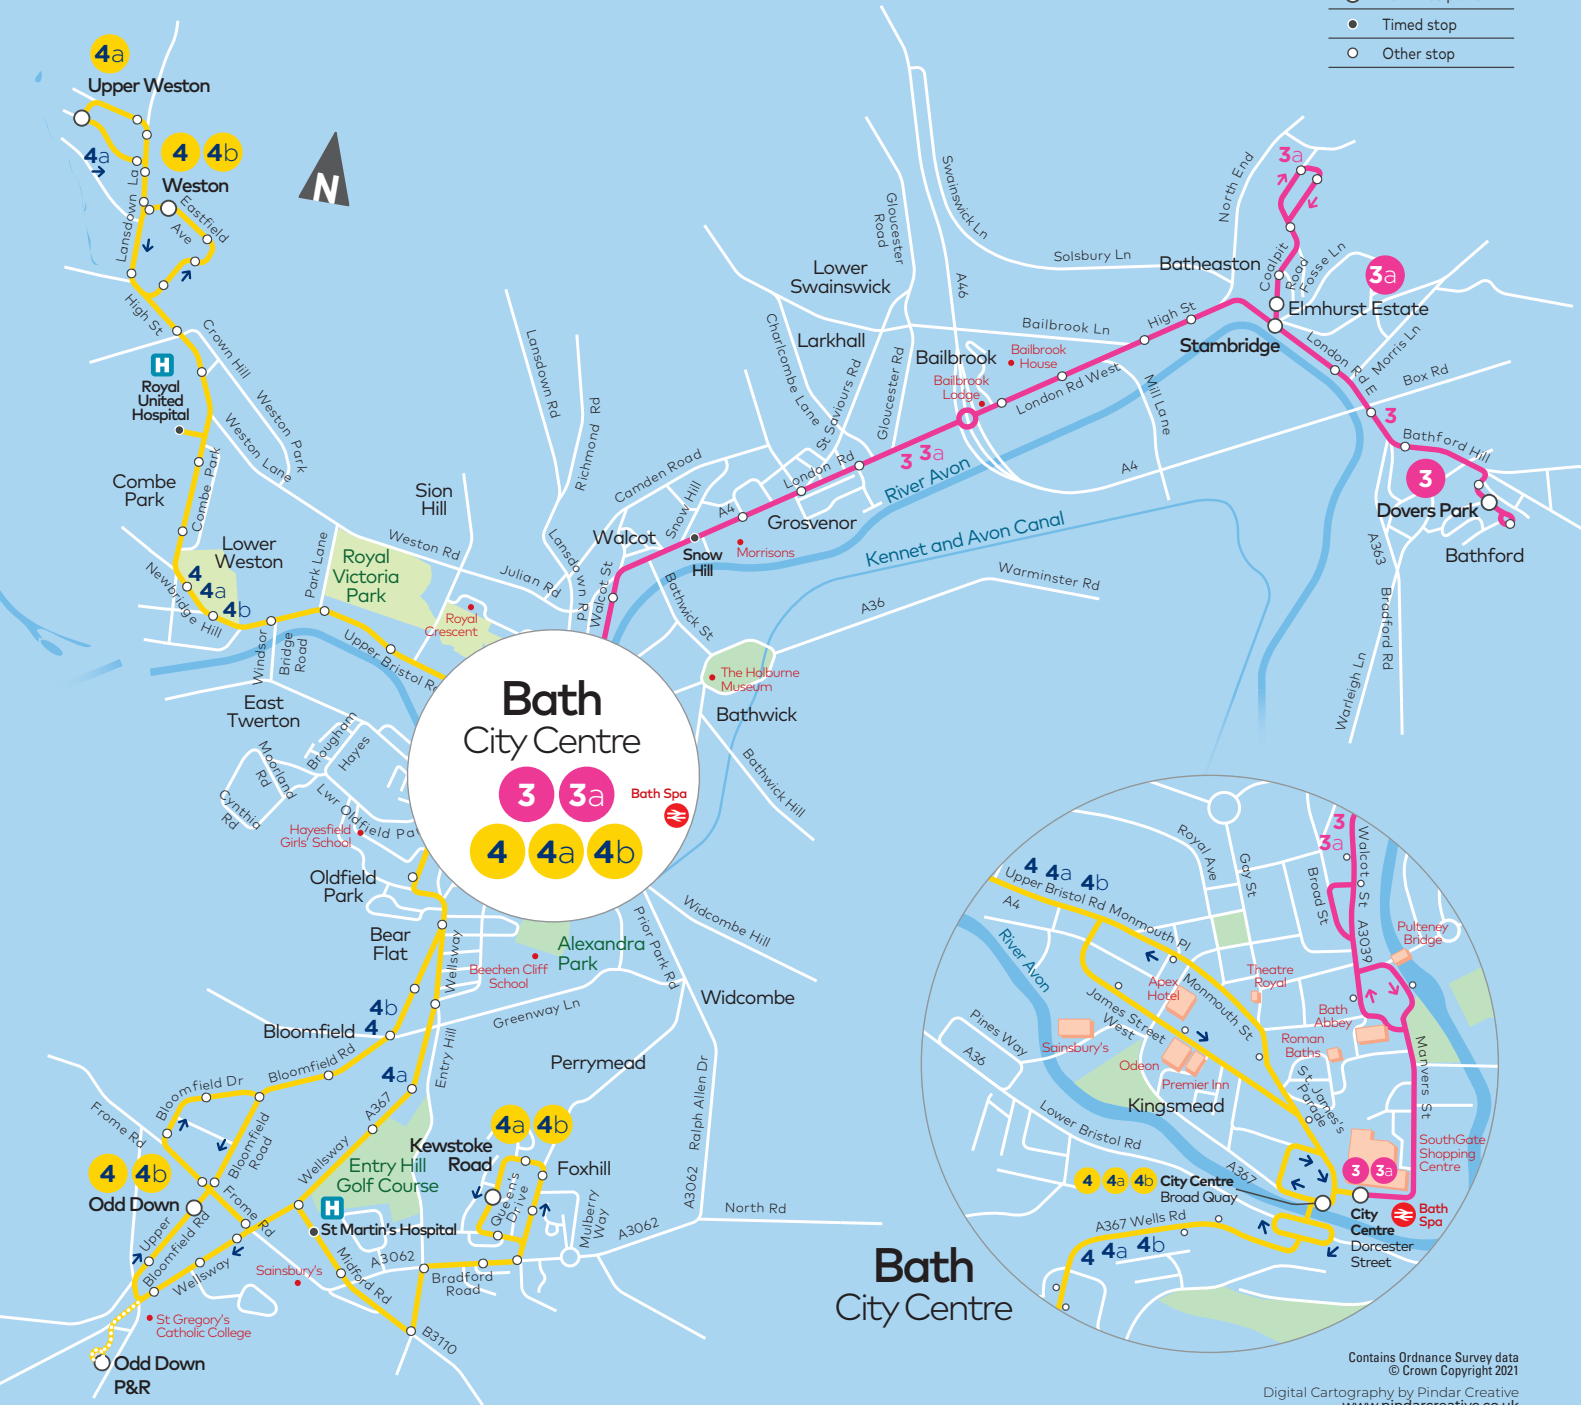 Timed stop
Other stop
4a
Upper Weston
4a
4 4b
Weston
Lansdown La
Eastfield
Ave
N
High St
Crown Hill
Weston Park
Weston Lane
H
Royal
United
Hospital
Combe
Park
Combe Park
Lower
Weston
Newbridge Hill
4
4a
4b
Windsor
Bridge
Road
Park Lane
Royal
Victoria
Park
Weston Rd
Sion
Hill
Julian Rd
Royal
Crescent
Upper Bristol Rd
Lansdown Rd
Richmond Rd
Lansdown Rd
Camden Road
Walcot
Walcot St
Snow Hill
A4
Snow
Hill
Morrisons
Grosvenor
London Rd
Bathwick St
Lower
Swainswick
Larkhall
Charlcombe Lane
St Saviours Rd
Gloucester Rd
Gloucester
Road
Swainswick Ln
A46
Solsbury Ln
Bailbrook Ln
Bailbrook
Bailbrook
House
Bailbrook
Lodge
London Rd West
High St
Mill Lane
3 3a
River Avon
Kennet and Avon Canal
A4
Warminster Rd
A36
North End
3a
Batheaston
Coalpit
Road
Fosse Ln
3a
Elmhurst Estate
Stambridge
London Rd E
Morris Ln
Box Rd
3
Bathford Hill
3
Dovers Park
Bathford
A363
Bradford Rd
Warleigh Ln
The Holburne
Museum
Bathwick
Bathwick Hill
East
Twerton
Brougham
Hayes
Moorland
Rd
Cynthia
Rd
Lwr Oldfield Pa
Hayesfield
Girls' School
Oldfield
Park
Bath
City Centre
3 3a
Bath Spa
4 4a 4b
Bear
Flat
Wellsway
Alexandra
Park
Beechen Cliff
School
Greenway Ln
Prior Park Rd
Widcombe Hill
Widcombe
4b
4
Bloomfield
Bloomfield Rd
Bloomfield Dr
Entry Hill
4a
A367
Wellsway
Perrymead
Ralph Allen Dr
A3062
Frome Rd
Bloomfield
Road
4 4b
Odd Down
Frome Rd
Upper
Bloomfield Rd
Wellsway
Entry Hill
Golf Course
H
St Martin's Hospital
Sainsbury's
Midford Rd
A3062
Bradford
Road
B3110
4a 4b
Kewstoke
Road
Queen's
Drive
Foxhill
Mulberry
Way
A3062
North Rd
St Gregory's
Catholic College
Odd Down
P&R
Bath
City Centre
4 4a 4b
Upper Bristol Rd
A4
Monmouth Pl
River Avon
Royal Ave
Gay St
Broad St
3
3a
Walcot St
A3039
Pulteney
Bridge
Theatre
Royal
Apex
Hotel
Monmouth St
James Street
West
Bath
Abbey
Roman
Baths
Sainsbury's
Pines Way
A36
Odeon
Premier Inn
Kingsmead
St. James's
Parade
Manvers St
Lower Bristol Rd
A367
SouthGate
Shopping
Centre
3 3a
4 4a 4b City Centre
Broad Quay
A367 Wells Rd
4 4a 4b
City
Centre
Dorcester
Street
Bath
Spa
Contains Ordnance Survey data
© Crown Copyright 2021
Digital Cartography by Pindar Creative
www.pindarcreative.co.uk